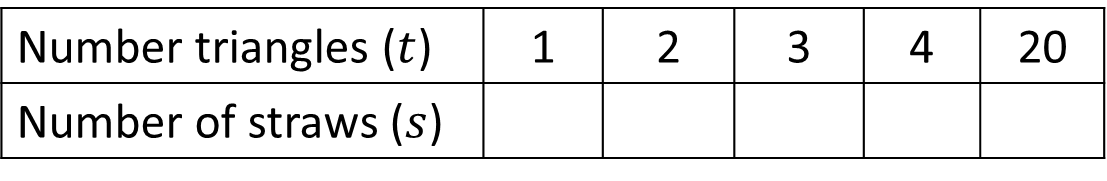 Number triangles (t) 1 2 3 4 20
Number of straws (s)